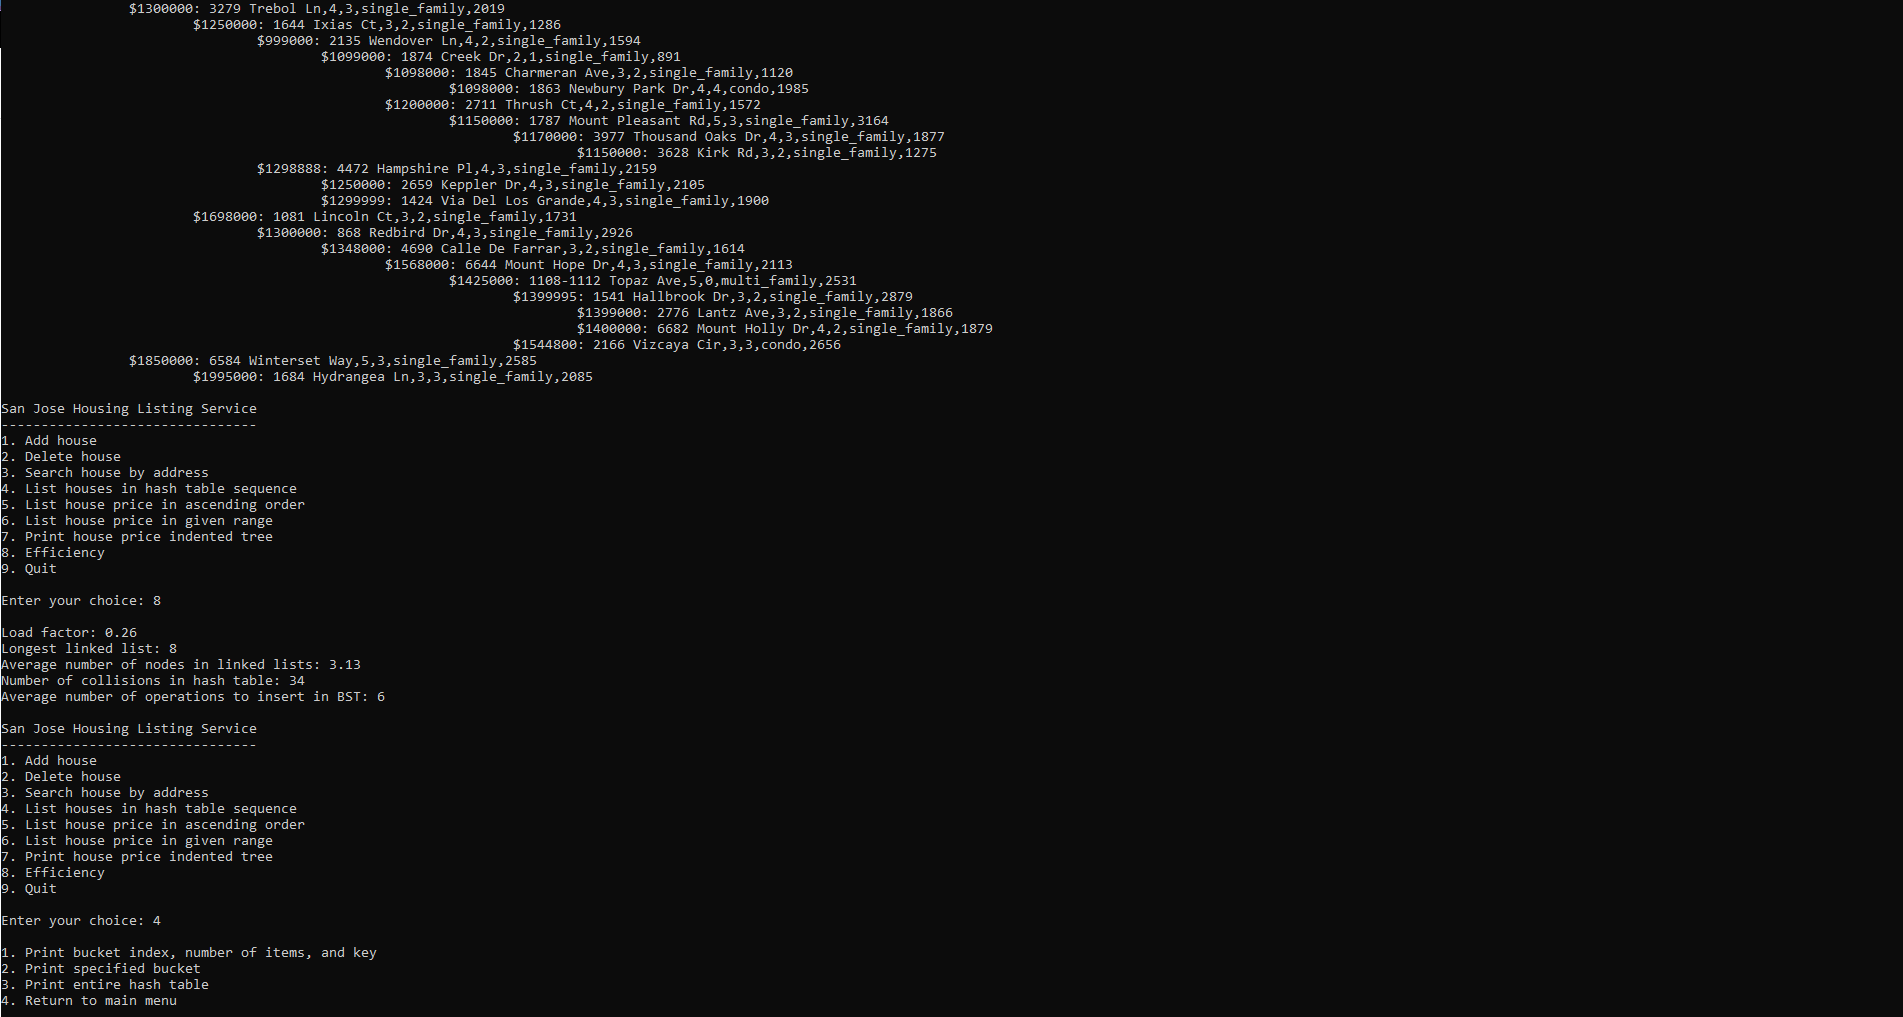 $1300000: 3279 Trebol Ln,4,3,single_family,2019
$1250000: 1644 Ixias Ct,3,2,single_family,1286
$999000: 2135 Wendover Ln,4,2,single_family,1594
$1099000: 1874 Creek Dr,2,1,single_family,891
$1098000: 1845 Charmeran Ave,3,2,single_family,1120
$1098000: 1863 Newbury Park Dr,4,4,condo,1985
$1200000: 2711 Thrush Ct,4,2,single_family,1572
$1150000: 1787 Mount Pleasant Rd,5,3,single_family,3164
$1170000: 3977 Thousand Oaks Dr,4,3,single_family,1877
$1150000: 3628 Kirk Rd,3,2,single_family,1275
$1298888: 4472 Hampshire Pl,4,3,single_family,2159
$1250000: 2659 Keppler Dr,4,3,single_family,2105
$1299999: 1424 Via Del Los Grande,4,3,single_family,1900
$1698000: 1081 Lincoln Ct,3,2,single_family,1731
$1300000: 868 Redbird Dr,4,3,single_family,2926
$1348000: 4690 Calle De Farrar,3,2,single_family,1614
$1568000: 6644 Mount Hope Dr,4,3,single_family,2113
$1425000: 1108-1112 Topaz Ave,5,0,multi_family,2531
$1399995: 1541 Hallbrook Dr,3,2,single_family,2879
$1399000: 2776 Lantz Ave,3,2,single_family,1866
$1400000: 6682 Mount Holly Dr,4,2,single_family,1879
$1544800: 2166 Vizcaya Cir,3,3,condo,2656
$1850000: 6584 Winterset Way,5,3,single_family,2585
$1995000: 1684 Hydrangea Ln,3,3,single_family,2085
San Jose Housing Listing Service
--------------------------------
1. Add house
2. Delete house
3. Search house by address
4. List houses in hash table sequence
5. List house price in ascending order
6. List house price in given range
7. Print house price indented tree
8. Efficiency
9. Quit
Enter your choice: 8
Load factor: 0.26
Longest linked list: 8
Average number of nodes in linked lists: 3.13
Number of collisions in hash table: 34
Average number of operations to insert in BST: 6
San Jose Housing Listing Service
--------------------------------
1. Add house
2. Delete house
3. Search house by address
4. List houses in hash table sequence
5. List house price in ascending order
6. List house price in given range
7. Print house price indented tree
8. Efficiency
9. Quit
Enter your choice: 4
1. Print bucket index, number of items, and key
2. Print specified bucket
3. Print entire hash table
4. Return to main menu